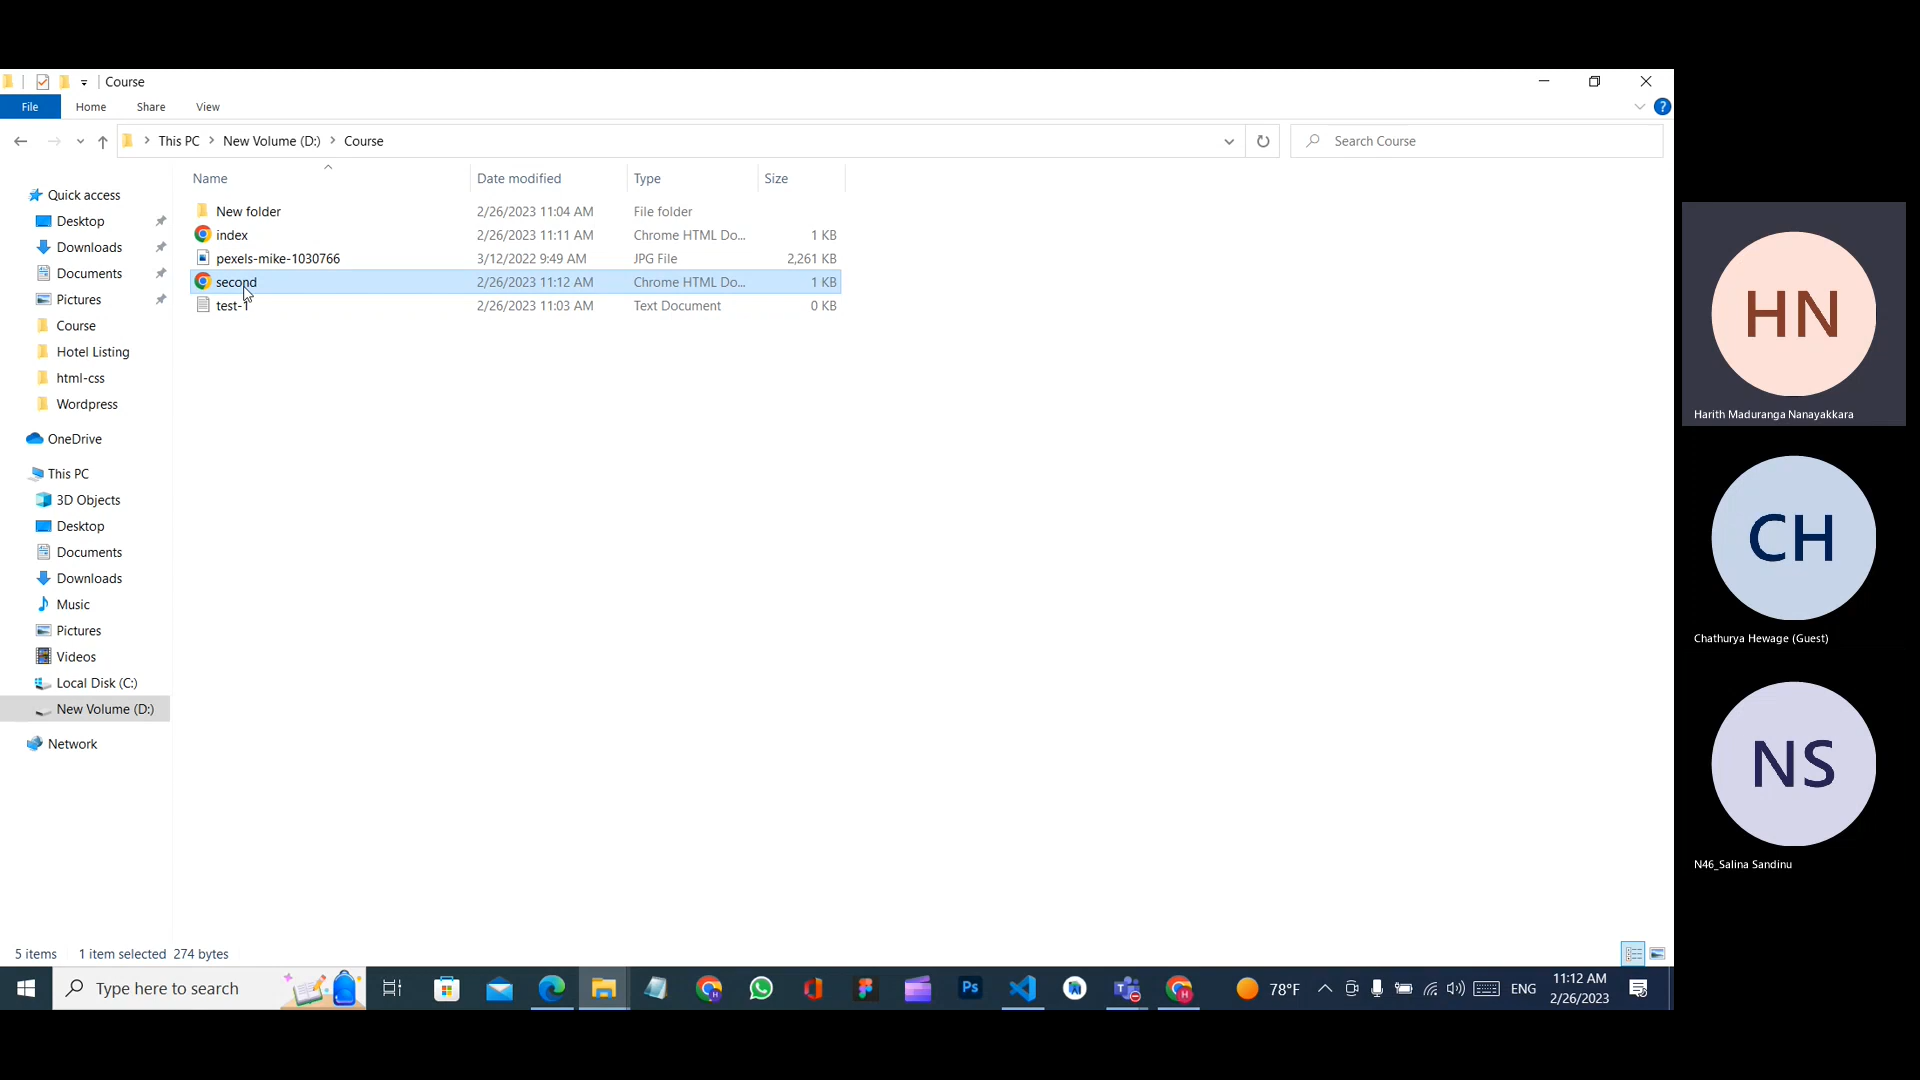 Course
File Home Share View
This PC New Volume (D:) Course
Search Course
Name Date modified Type Size
New folder 2/26/2023 11:04 AM File folder
index 2/26/2023 11:11 AM Chrome HTML Do... 1 KB
pexels-mike-1030766 3/12/2022 9:49 AM JPG File 2,261 KB
second 2/26/2023 11:12 AM Chrome HTML Do... 1 KB
test-1 2/26/2023 11:03 AM Text Document 0 KB
Quick access
Desktop
Downloads
Documents
Pictures
Course
Hotel Listing
html-css
Wordpress
OneDrive
This PC
3D Objects
Desktop
Documents
Downloads
Music
Pictures
Videos
Local Disk (C:)
New Volume (D:)
Network
5 items 1 item selected 274 bytes
Type here to search
Ps
78°F
ENG
11:12 AM
2/26/2023
HN
Harith Maduranga Nanayakkara
CH
Chathurya Hewage (Guest)
NS
N46_Salina Sandinu